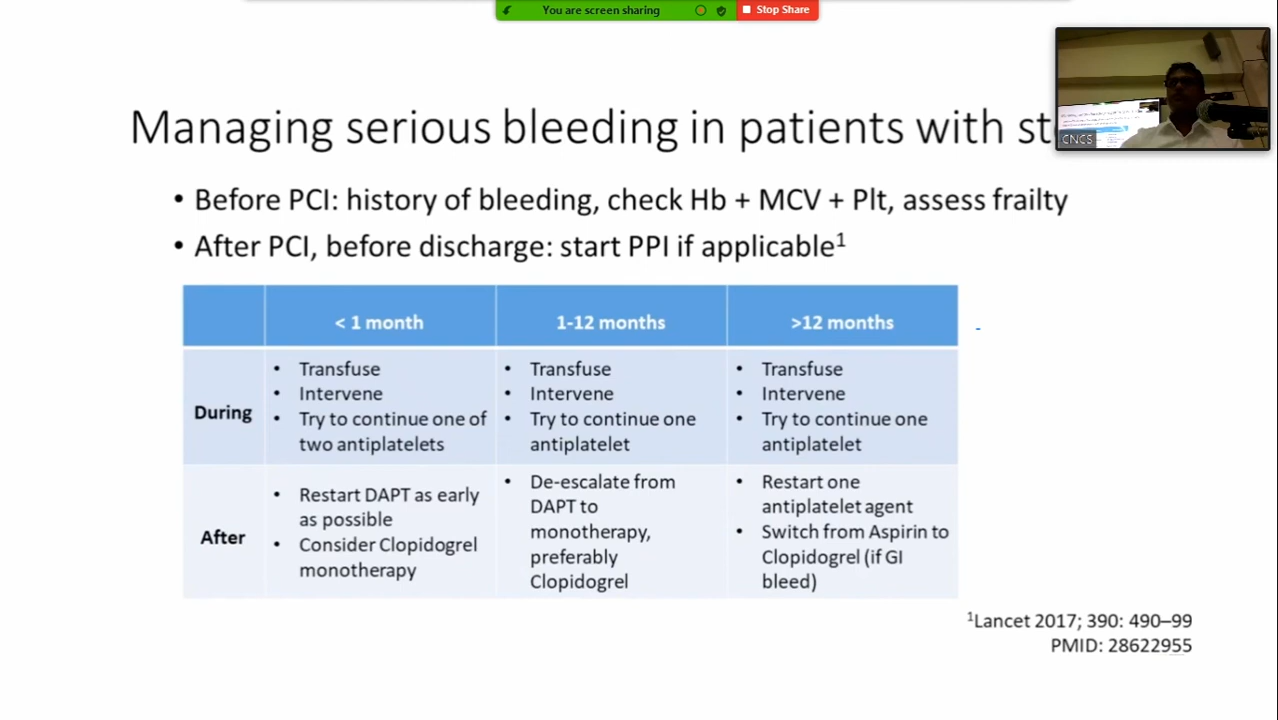 You are screen sharing
Stop Share
CNCS
Managing serious bleeding in patients with
• Before PCI: history of bleeding, check Hb + MCV + Plt, assess frailty
• After PCI, before discharge: start PPI if applicable1
< 1 month
1-12 months
>12 months
During
• Transfuse
• Intervene
• Try to continue one of
two antiplatelets
• Transfuse
• Intervene
• Try to continue one
antiplatelet
• Transfuse
• Intervene
• Try to continue one
antiplatelet
After
• Restart DAPT as early
as possible
• Consider Clopidogrel
monotherapy
• De-escalate from
DAPT to
monotherapy,
preferably
Clopidogrel
• Restart one
antiplatelet agent
• Switch from Aspirin to
Clopidogrel (if GI
bleed)
1Lancet 2017; 390: 490–99
PMID: 28622955